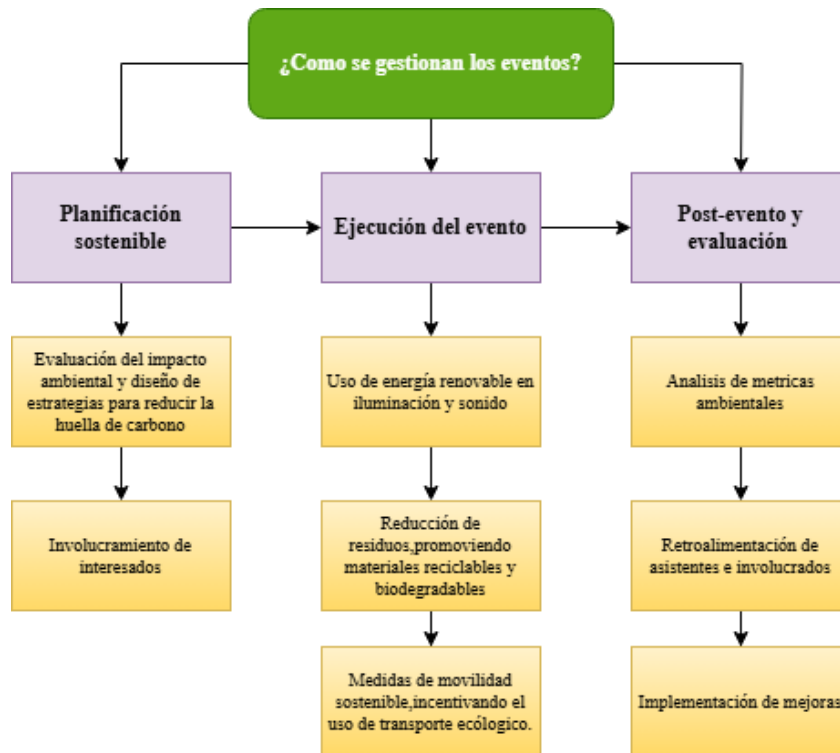 ¿Como se gestionan los eventos?
Planificación
sostenible
Ejecución del evento
Post-evento y
evaluación
Evaluación del impacto
ambiental y diseño de
estrategias para reducir la
huella de carbono
Uso de energía renovable en
iluminación y sonido
Analisis de metricas
ambientales
Involucramiento de
interesados
Reducción de
residuos,promoviendo
materiales reciclables y
biodegradables
Retroalimentación de
asistentes e involucrados
Medidas de movilidad
sostenible,incentivando el
uso de transporte ecólogico.
Implementación de mejoras